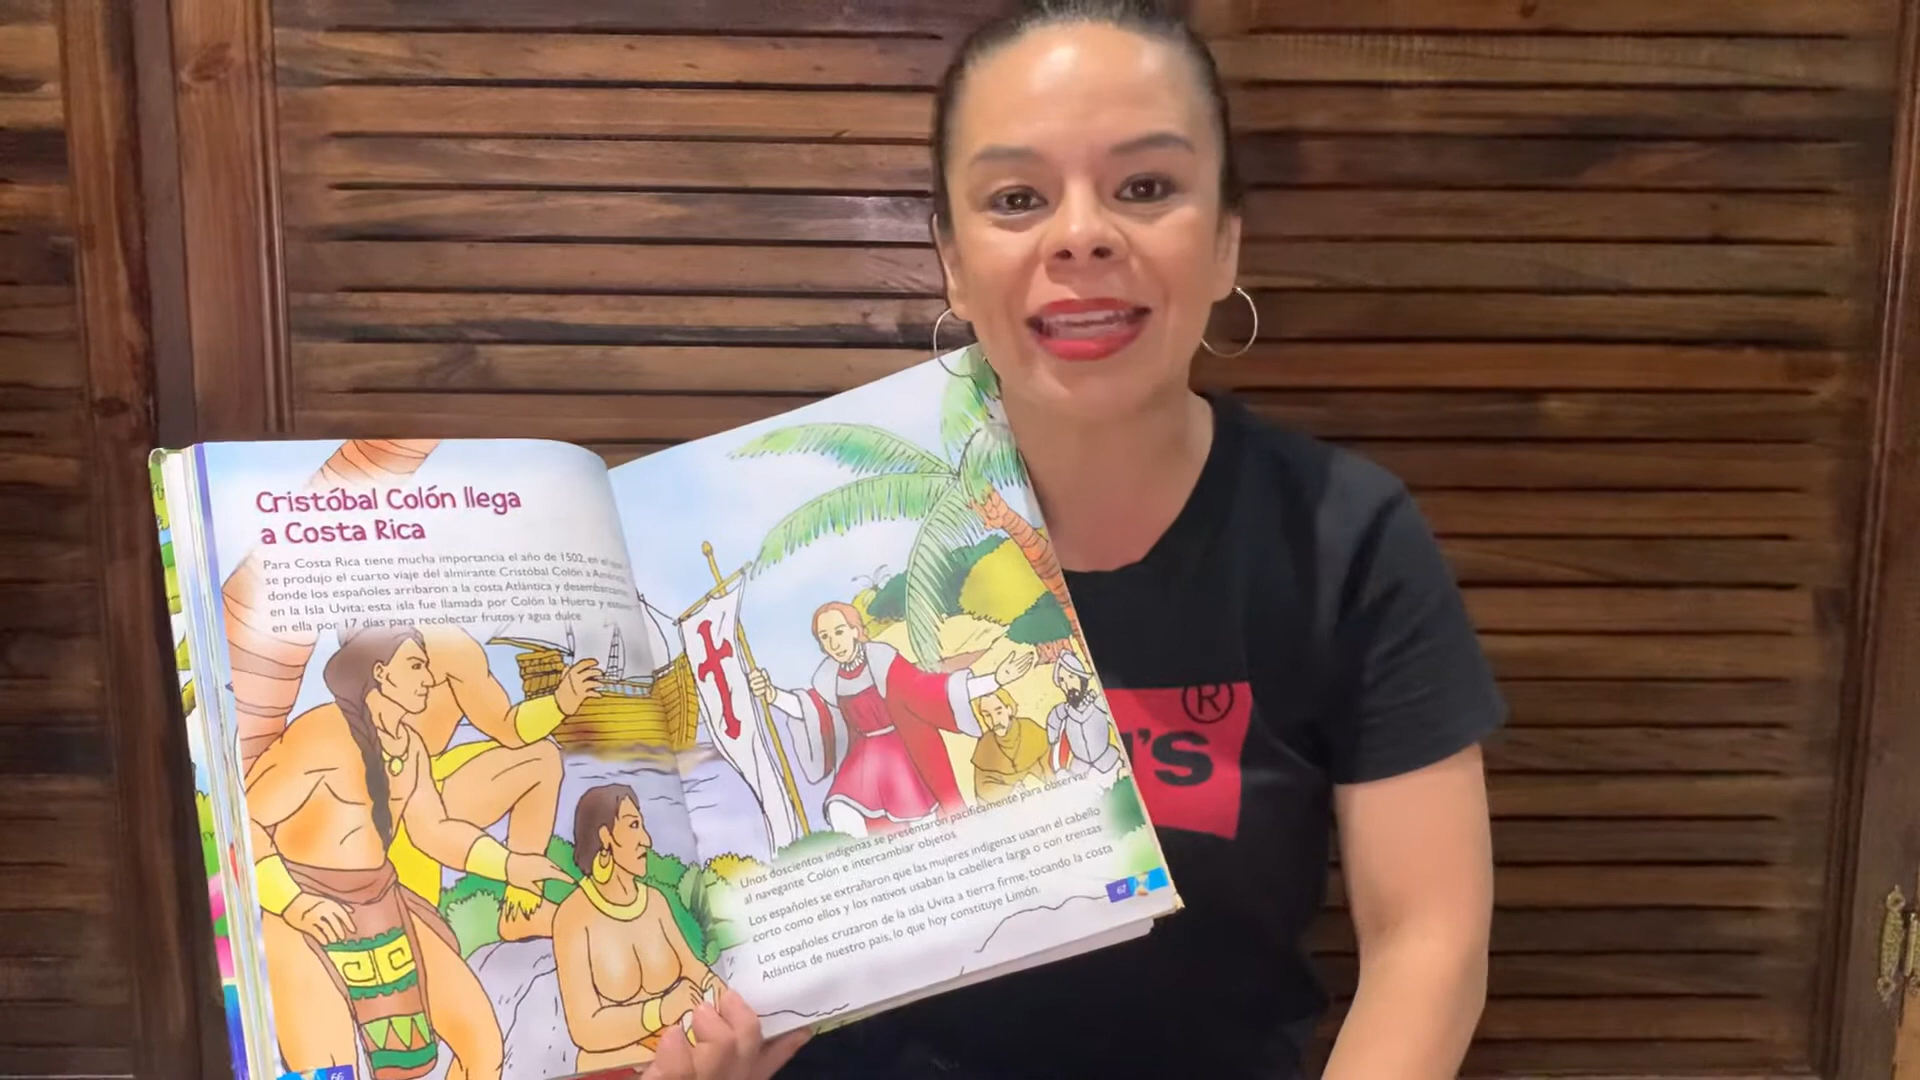 Cristóbal Colón llega
a Costa Rica
Para Costa Rica tiene mucha importancia el año de 1502, en el
se produjo el cuarto viaje del almirante Cristóbal Colón a
donde los españoles arribaron a la costa Atlántica y
en la Isla Uvita; esta isla fue llamada por Colón la Huerta y
en ella por 17 días para recolectar frutos y agua dulce
66
Unos doscientos indígenas se presentaron pacíficamente para observar
al navegante Colón e intercambiar objetos.
Los españoles se extrañaron que las mujeres indígenas usaran el cabello
corto como ellos y los nativos usaban la cabellera larga o con trenzas
Los españoles cruzaron de la isla Uvita a tierra firme, tocando la costa
Atlántica de nuestro país, lo que hoy constituye Limón.
67
®
'S